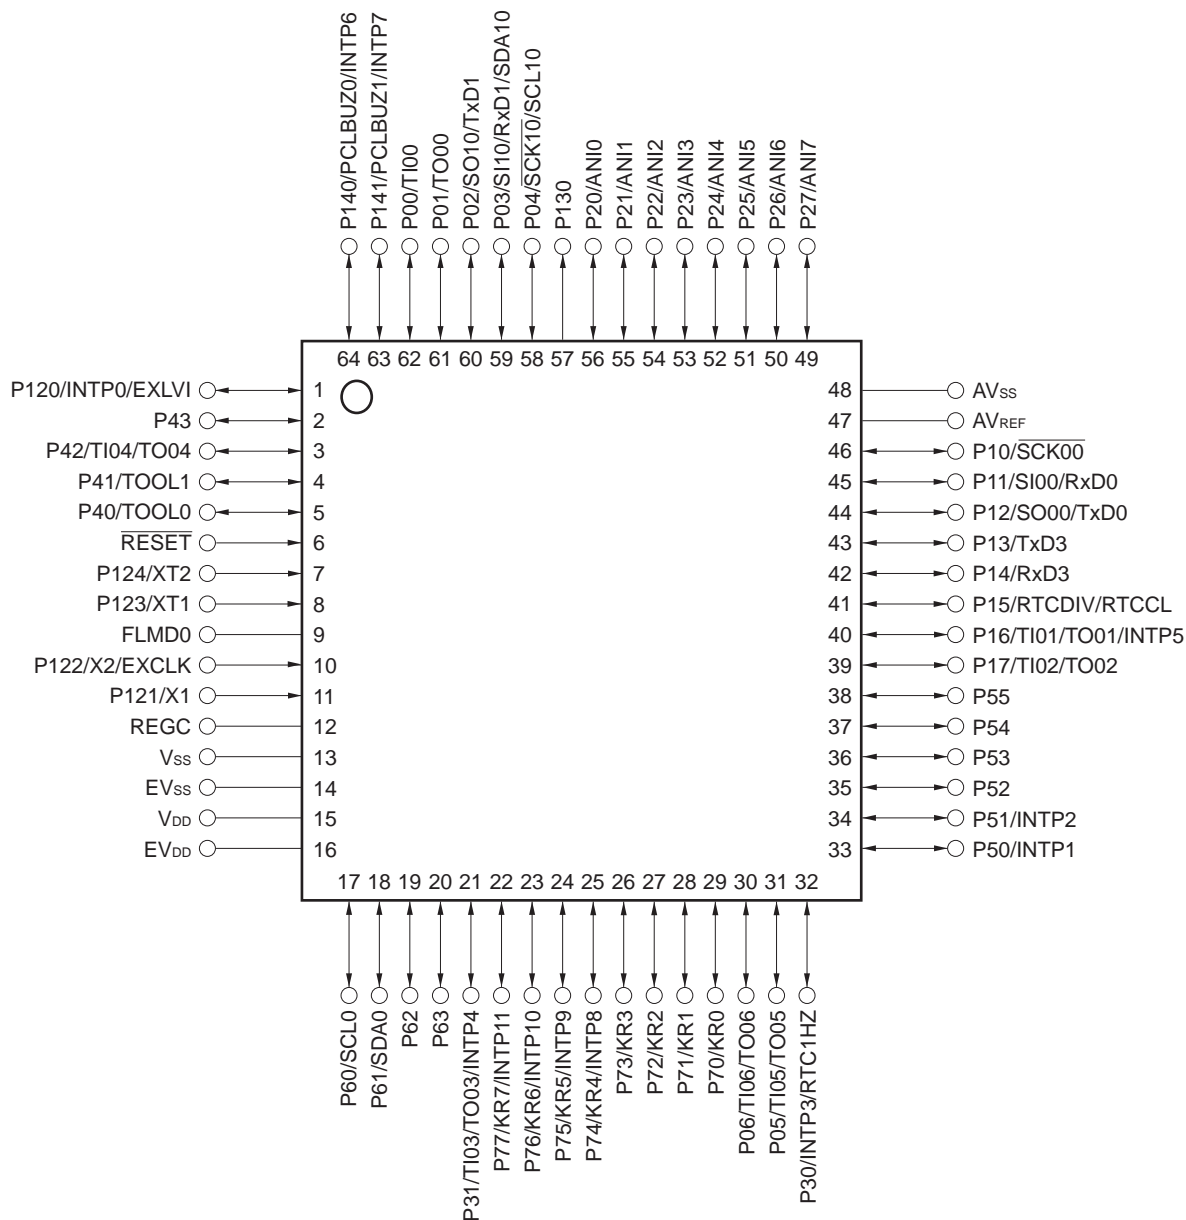 P140/PCLBUZ0/INTP6
P141/PCLBUZ1/INTP7
P00/TI00
P01/TO00
P02/SO10/TxD1
P03/SI10/RxD1/SDA10
P04/SCK10/SCL10
P130
P20/ANI0
P21/ANI1
P22/ANI2
P23/ANI3
P24/ANI4
P25/ANI5
P26/ANI6
P27/ANI7
64 63 62 61 60 59 58 57 56 55 54 53 52 51 50 49
P120/INTP0/EXLVI 1
P43 2
P42/TI04/TO04 3
P41/TOOL1 4
P40/TOOL0 5
RESET 6
P124/XT2 7
P123/XT1 8
FLMD0 9
P122/X2/EXCLK 10
P121/X1 11
REGC 12
VSS 13
EVSS 14
VDD 15
EVDD 16
48 AVSS
47 AVREF
46 P10/SCK00
45 P11/SI00/RxD0
44 P12/SO00/TxD0
43 P13/TxD3
42 P14/RxD3
41 P15/RTCDIV/RTCCL
40 P16/TI01/TO01/INTP5
39 P17/TI02/TO02
38 P55
37 P54
36 P53
35 P52
34 P51/INTP2
33 P50/INTP1
17 18 19 20 21 22 23 24 25 26 27 28 29 30 31 32
P60/SCL0
P61/SDA0
P62
P63
P31/TI03/TO03/INTP4
P77/KR7/INTP11
P76/KR6/INTP10
P75/KR5/INTP9
P74/KR4/INTP8
P73/KR3
P72/KR2
P71/KR1
P70/KR0
P06/TI06/TO06
P05/TI05/TO05
P30/INTP3/RTC1HZ